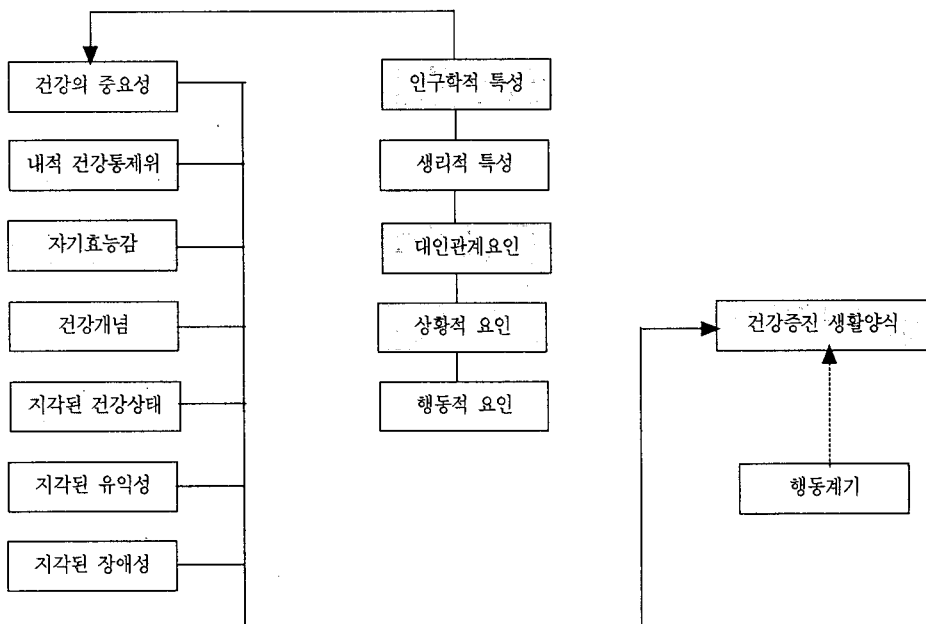 건강의 중요성
내적 건강통제위
자기효능감
건강개념
지각된 건강상태
지각된 유익성
지각된 장애성
인구학적 특성
생리적 특성
대인관계요인
상황적 요인
행동적 요인
건강증진 생활양식
행동계기